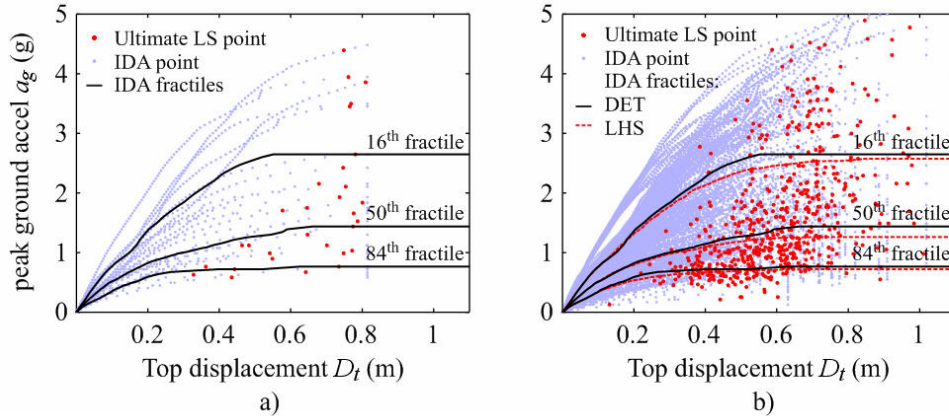 peak ground accel a_g (g)
5
4
3
2
1
0
Ultimate LS point
IDA point
IDA fractiles
16th fractile
50th fractile
84th fractile
0.2 0.4 0.6 0.8 1
Top displacement D_t (m)
a)
5
4
3
2
1
0
Ultimate LS point
IDA point
IDA fractiles:
DET
LHS
16th fractile
50th fractile
84th fractile
0.2 0.4 0.6 0.8 1
Top displacement D_t (m)
b)